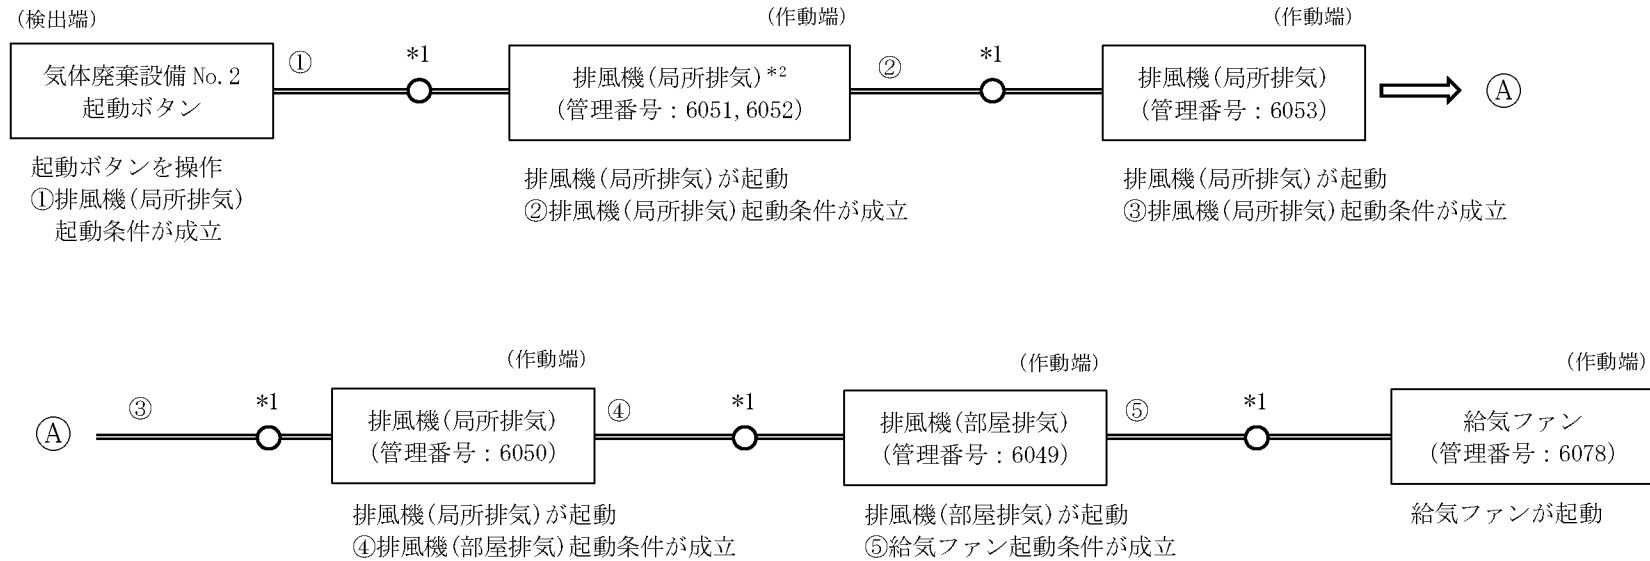 (検出端)
(作動端)
(作動端)
気体廃棄設備 No.2
起動ボタン
①
*1
排風機(局所排気)*2
(管理番号：6051, 6052)
②
*1
排風機(局所排気)
(管理番号：6053)
Ⓐ
起動ボタンを操作
①排風機(局所排気)
起動条件が成立
排風機(局所排気)が起動
②排風機(局所排気)起動条件が成立
排風機(局所排気)が起動
③排風機(局所排気)起動条件が成立
(作動端)
(作動端)
(作動端)
Ⓐ
③
*1
排風機(局所排気)
(管理番号：6050)
④
*1
排風機(部屋排気)
(管理番号：6049)
⑤
*1
給気ファン
(管理番号：6078)
排風機(局所排気)が起動
④排風機(部屋排気)起動条件が成立
排風機(部屋排気)が起動
⑤給気ファン起動条件が成立
給気ファンが起動